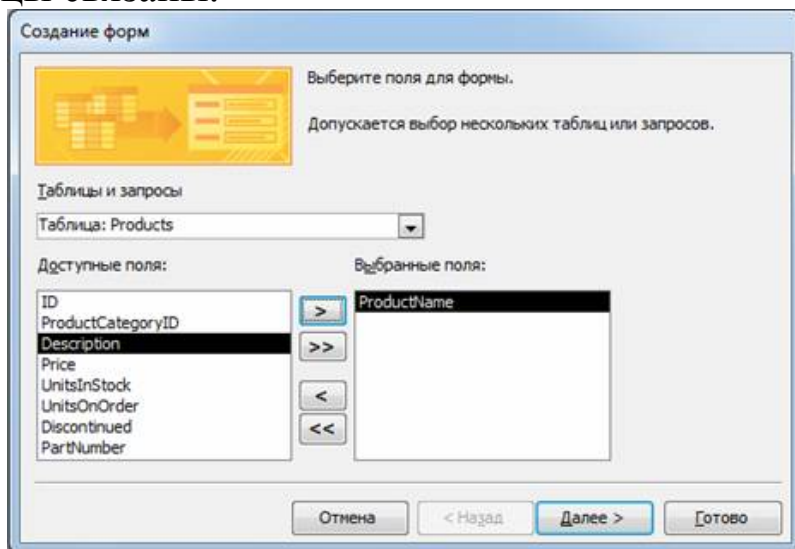 Создание форм
Выберите поля для формы.
Допускается выбор нескольких таблиц или запросов.
Таблицы и запросы
Таблица: Products
Доступные поля:
Выбранные поля:
ID
ProductCategoryID
Description
Price
UnitsInStock
UnitsOnOrder
Discontinued
PartNumber
>
>>
<
<<
ProductName
Отмена
< Назад
Далее >
Готово